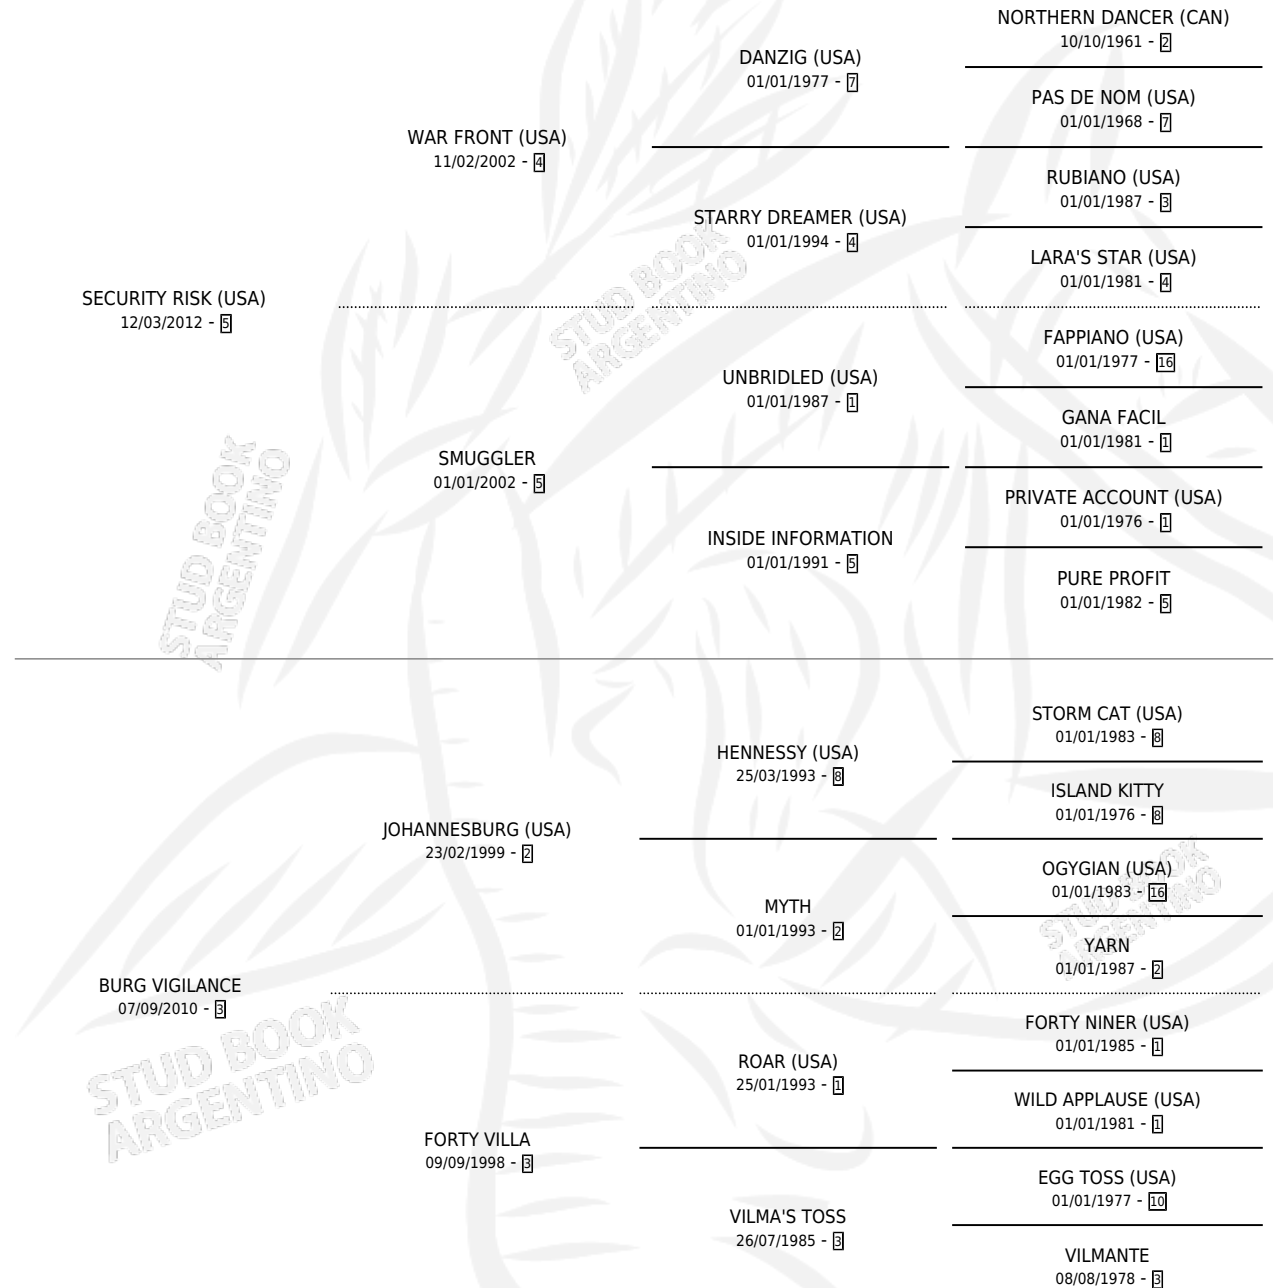 NORTHERN DANCER (CAN)
10/10/1961 - 2
DANZIG (USA)
01/01/1977 - 7
PAS DE NOM (USA)
01/01/1968 - 7
WAR FRONT (USA)
11/02/2002 - 4
RUBIANO (USA)
01/01/1987 - 3
STARRY DREAMER (USA)
01/01/1994 - 4
LARA'S STAR (USA)
01/01/1981 - 4
SECURITY RISK (USA)
12/03/2012 - 5
FAPPIANO (USA)
01/01/1977 - 16
UNBRIDLED (USA)
01/01/1987 - 1
GANA FACIL
01/01/1981 - 1
SMUGGLER
01/01/2002 - 5
PRIVATE ACCOUNT (USA)
01/01/1976 - 1
INSIDE INFORMATION
01/01/1991 - 5
PURE PROFIT
01/01/1982 - 5
STUD BOOK
ARGENTINO
STUD BOOK
ARGENTINO
STORM CAT (USA)
01/01/1983 - 8
HENNESSY (USA)
25/03/1993 - 8
ISLAND KITTY
01/01/1976 - 8
JOHANNESBURG (USA)
23/02/1999 - 2
OGYGIAN (USA)
01/01/1983 - 16
MYTH
01/01/1993 - 2
YARN
01/01/1987 - 2
BURG VIGILANCE
07/09/2010 - 3
FORTY NINER (USA)
01/01/1985 - 1
ROAR (USA)
25/01/1993 - 1
WILD APPLAUSE (USA)
01/01/1981 - 1
FORTY VILLA
09/09/1998 - 3
EGG TOSS (USA)
01/01/1977 - 10
VILMA'S TOSS
26/07/1985 - 3
VILMANTE
08/08/1978 - 3
STUD BOOK
ARGENTINO
STUD BOOK
ARGENTINO